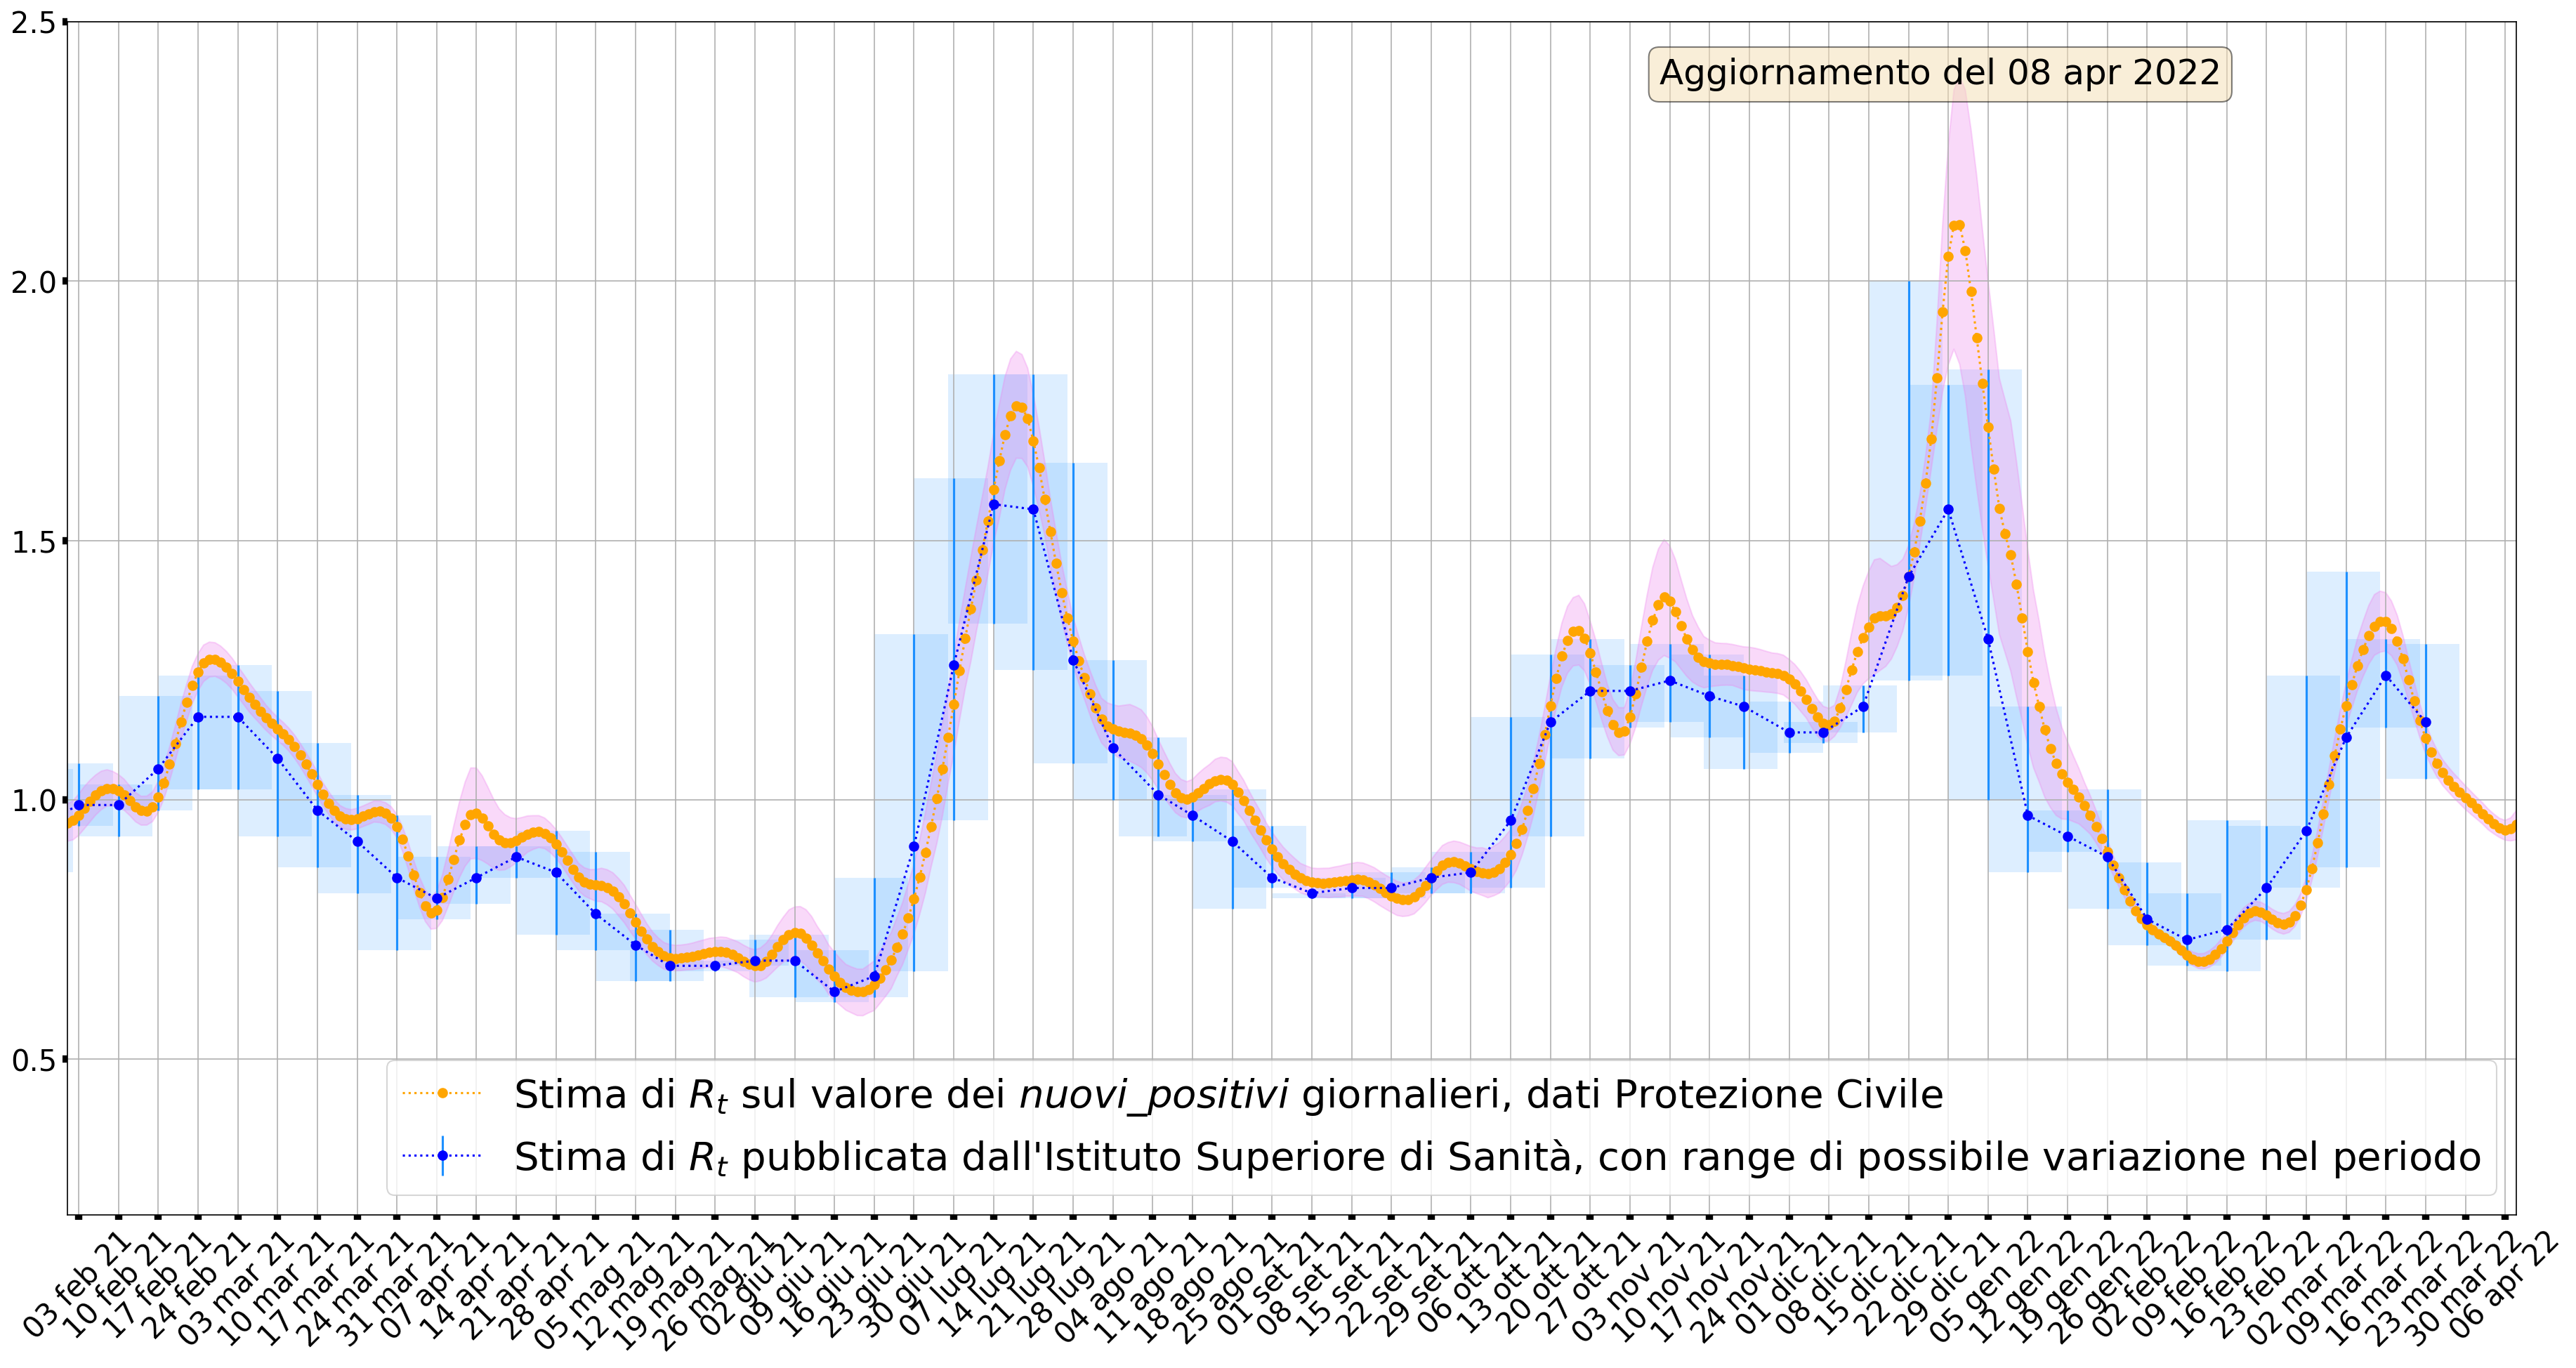 2.5
Aggiornamento del 08 apr 2022
2.0
1.5
1.0
0.5
Stima di Rt sul valore dei nuovi_positivi giornalieri, dati Protezione Civile
Stima di Rt pubblicata dall'Istituto Superiore di Sanità, con range di possibile variazione nel periodo
03 feb 21
10 feb 21
17 feb 21
24 feb 21
03 mar 21
10 mar 21
17 mar 21
24 mar 21
31 mar 21
07 apr 21
14 apr 21
21 apr 21
28 apr 21
05 mag 21
12 mag 21
19 mag 21
26 mag 21
02 giu 21
09 giu 21
16 giu 21
23 giu 21
30 giu 21
07 lug 21
14 lug 21
21 lug 21
28 lug 21
04 ago 21
11 ago 21
18 ago 21
25 ago 21
01 set 21
08 set 21
15 set 21
22 set 21
29 set 21
06 ott 21
13 ott 21
20 ott 21
27 ott 21
03 nov 21
10 nov 21
17 nov 21
24 nov 21
01 dic 21
08 dic 21
15 dic 21
22 dic 21
29 dic 21
05 gen 22
12 gen 22
19 gen 22
26 gen 22
02 feb 22
09 feb 22
16 feb 22
23 feb 22
02 mar 22
09 mar 22
16 mar 22
23 mar 22
30 mar 22
06 apr 22